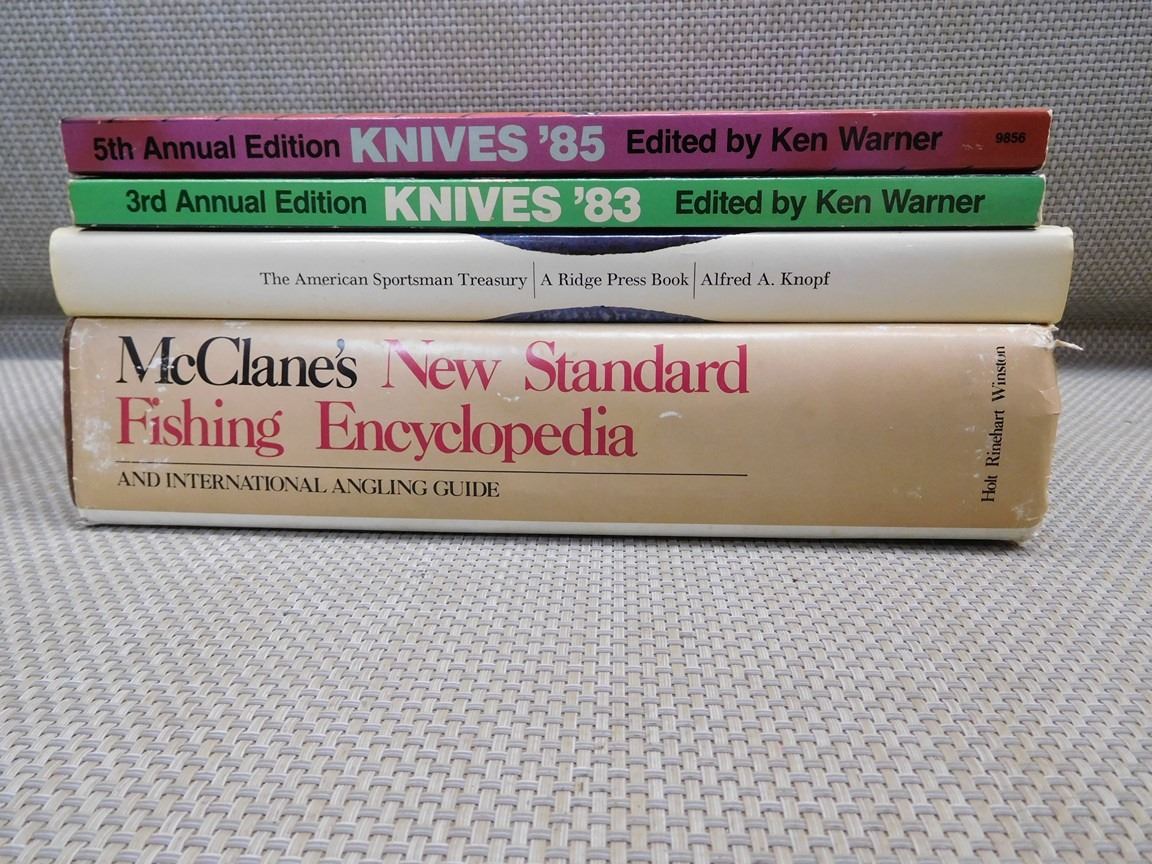 5th Annual Edition KNIVES '85 Edited by Ken Warner 9856
3rd Annual Edition KNIVES '83 Edited by Ken Warner
The American Sportsman Treasury | A Ridge Press Book | Alfred A. Knopf
McClane's New Standard
Fishing Encyclopedia
AND INTERNATIONAL ANGLING GUIDE
Holt Rinehart Winston